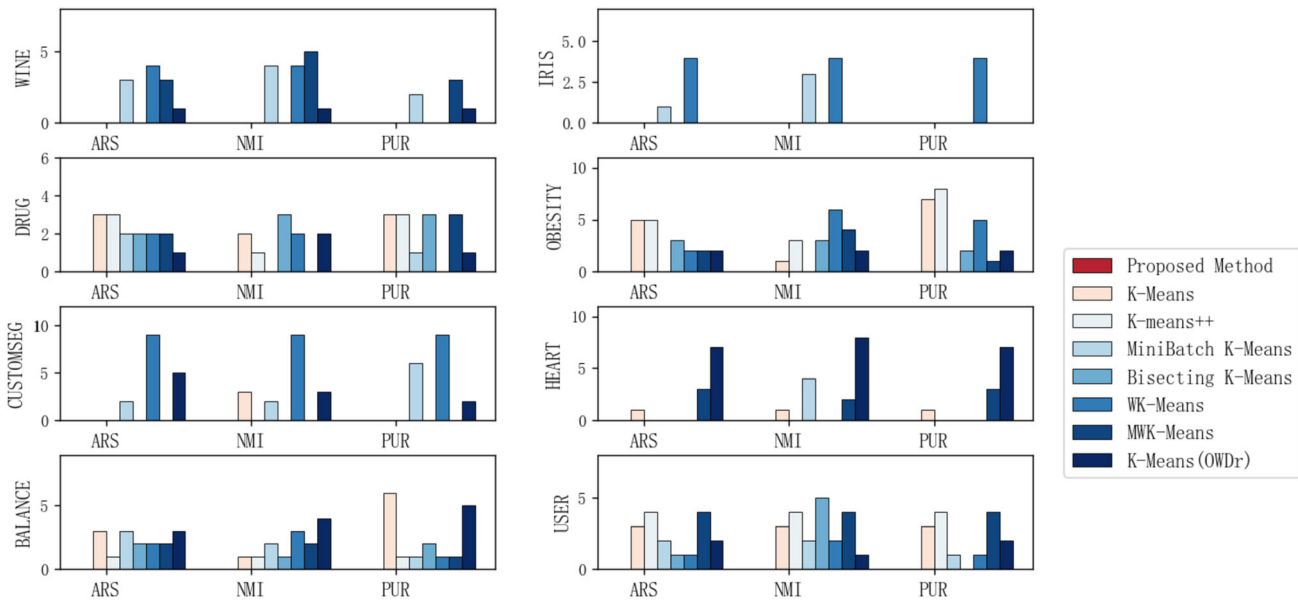 WINE
5
0
ARS NMI PUR
IRIS
5.0
2.5
0.0
ARS NMI PUR
DRUG
6
4
2
0
ARS NMI PUR
OBESITY
10
5
0
ARS NMI PUR
CUSTOMSEG
10
5
0
ARS NMI PUR
HEART
10
5
0
ARS NMI PUR
BALANCE
5
0
ARS NMI PUR
USER
5
0
ARS NMI PUR
Proposed Method
K-Means
K-means++
MiniBatch K-Means
Bisecting K-Means
WK-Means
MWK-Means
K-Means(OWDr)